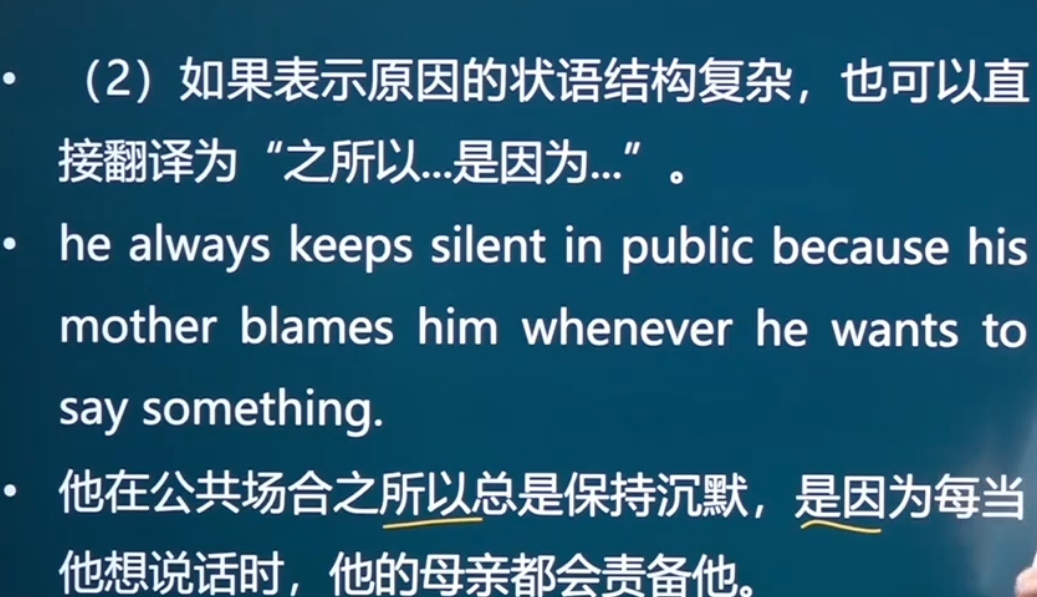 • （2）如果表示原因的状语结构复杂，也可以直
接翻译为“之所以...是因为...”。
• he always keeps silent in public because his
mother blames him whenever he wants to
say something.
• 他在公共场合之所以总是保持沉默，是因为每当
他想说话时，他的母亲都会责备他。